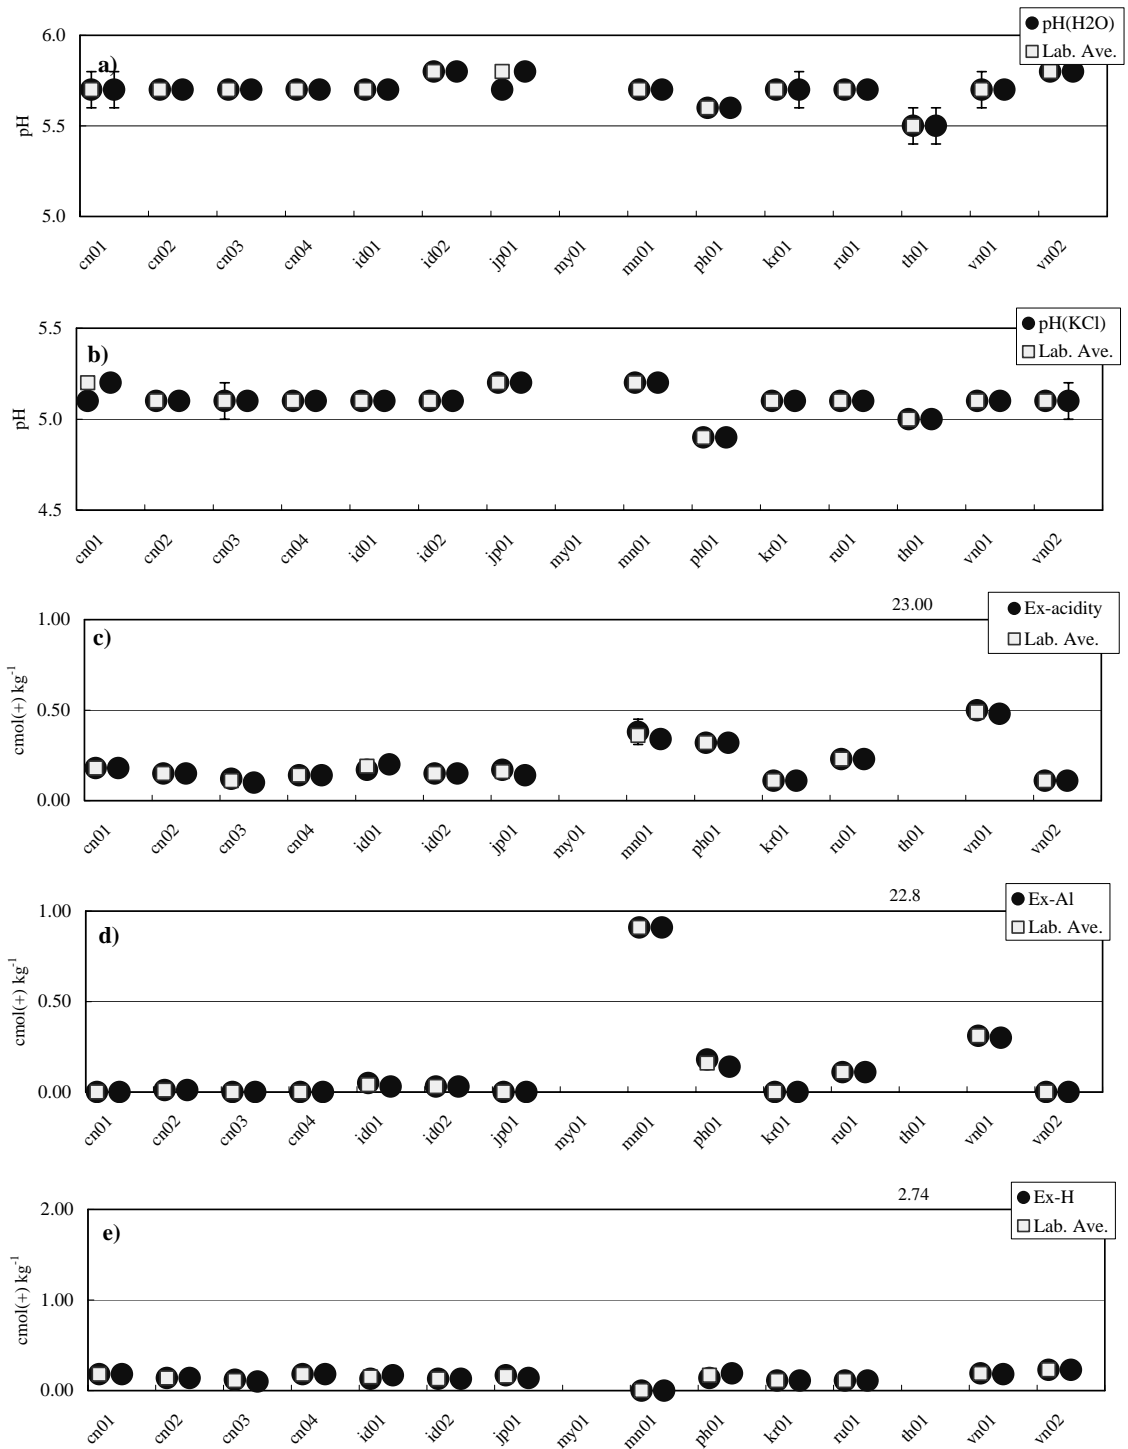 pH(H2O)
Lab. Ave.
a)
6.0
5.5
5.0
pH
cn01
cn02
cn03
cn04
id01
id02
jp01
my01
mn01
ph01
kr01
ru01
th01
vn01
vn02
pH(KCl)
Lab. Ave.
b)
5.5
5.0
4.5
pH
cn01
cn02
cn03
cn04
id01
id02
jp01
my01
mn01
ph01
kr01
ru01
th01
vn01
vn02
23.00
Ex-acidity
Lab. Ave.
c)
1.00
0.50
0.00
cmol(+) kg-1
cn01
cn02
cn03
cn04
id01
id02
jp01
my01
mn01
ph01
kr01
ru01
th01
vn01
vn02
22.8
Ex-Al
Lab. Ave.
d)
1.00
0.50
0.00
cmol(+) kg-1
cn01
cn02
cn03
cn04
id01
id02
jp01
my01
mn01
ph01
kr01
ru01
th01
vn01
vn02
2.74
Ex-H
Lab. Ave.
e)
2.00
1.00
0.00
cmol(+) kg-1
cn01
cn02
cn03
cn04
id01
id02
jp01
my01
mn01
ph01
kr01
ru01
th01
vn01
vn02